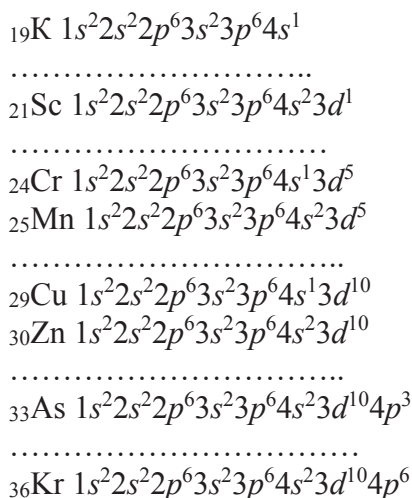 ₁₉K 1s²2s²2p⁶3s²3p⁶4s¹
………………………..
₂₁Sc 1s²2s²2p⁶3s²3p⁶4s²3d¹
…………………………
₂₄Cr 1s²2s²2p⁶3s²3p⁶4s¹3d⁵
₂₅Mn 1s²2s²2p⁶3s²3p⁶4s²3d⁵
…………………………..
₂₉Cu 1s²2s²2p⁶3s²3p⁶4s¹3d¹⁰
₃₀Zn 1s²2s²2p⁶3s²3p⁶4s²3d¹⁰
…………………………..
₃₃As 1s²2s²2p⁶3s²3p⁶4s²3d¹⁰4p³
……………………………
₃₆Kr 1s²2s²2p⁶3s²3p⁶4s²3d¹⁰4p⁶